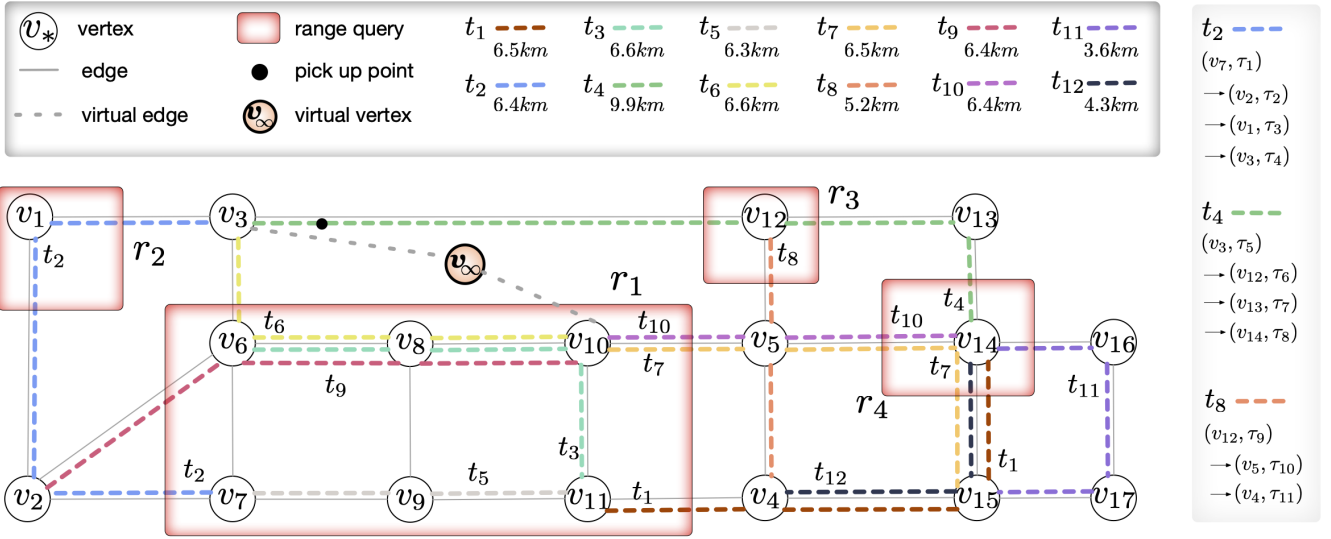 v* vertex
range query
t1 t3 t5 t7 t9 t11
6.5km 6.6km 6.3km 6.5km 6.4km 3.6km
edge
pick up point
t2 t4 t6 t8 t10 t12
6.4km 9.9km 6.6km 5.2km 6.4km 4.3km
virtual edge
v∞ virtual vertex
t2
(v7, τ1)
→(v2, τ2)
→(v1, τ3)
→(v3, τ4)
t4
(v3, τ5)
→(v12, τ6)
→(v13, τ7)
→(v14, τ8)
t8
(v12, τ9)
→(v5, τ10)
→(v4, τ11)
v1 v3 v12 r3 v13
t2 r2 v∞ t8
r1
t6 t10 t10 t4
v6 v8 v10 v5 v14 v16
t9 t7 t7 t11
r4
t2 t5 t3 t12 t1
v2 v7 v9 v11 t1 v4 v15 v17